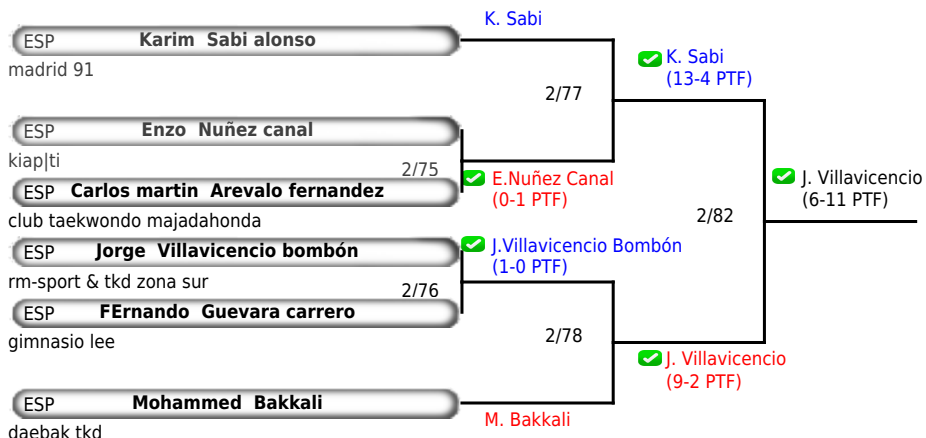 K. Sabi
ESP Karim Sabi alonso
madrid 91
K. Sabi
(13-4 PTF)
2/77
ESP Enzo Nuñez canal
kiap|ti
2/75
E.Nuñez Canal
(0-1 PTF)
ESP Carlos martin Arevalo fernandez
club taekwondo majadahonda
J. Villavicencio
(6-11 PTF)
2/82
ESP Jorge Villavicencio bombón
J.Villavicencio Bombón
(1-0 PTF)
rm-sport & tkd zona sur
2/76
ESP FErnando Guevara carrero
gimnasio lee
2/78
J. Villavicencio
(9-2 PTF)
ESP Mohammed Bakkali
M. Bakkali
daebak tkd